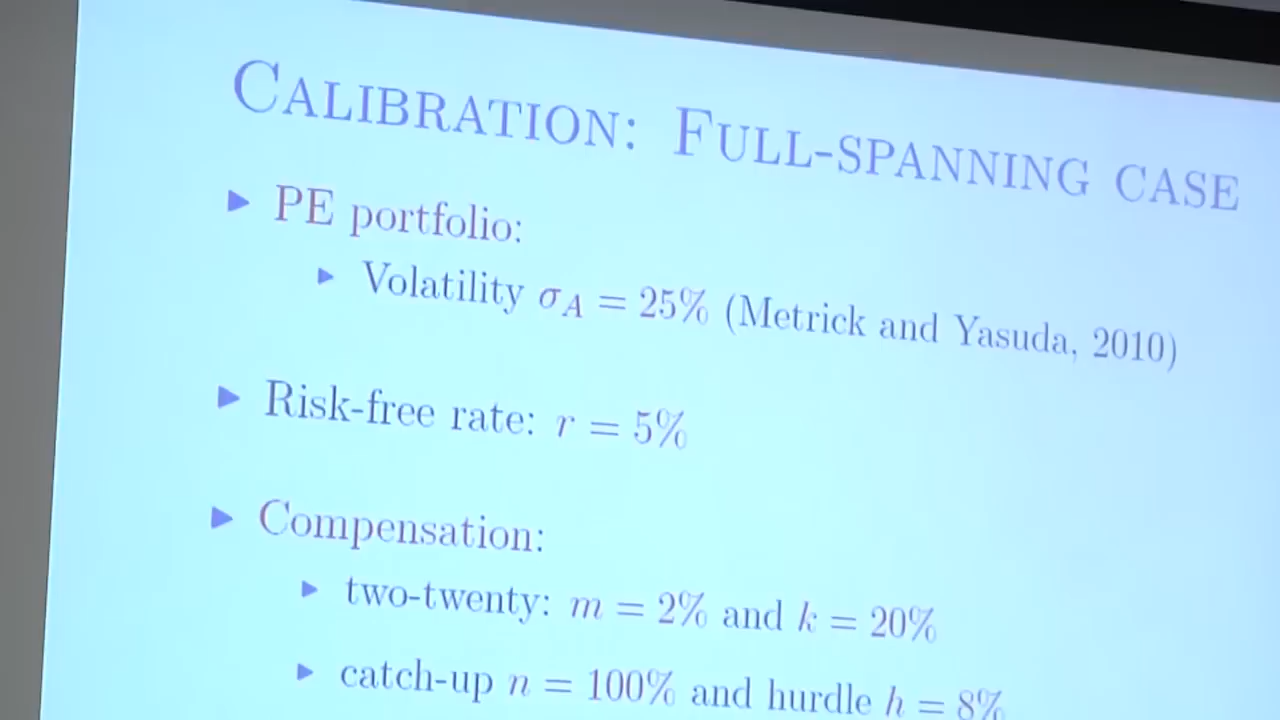 CALIBRATION: FULL-SPANNING CASE
▶ PE portfolio:
▶ Volatility σ_A = 25% (Metrick and Yasuda, 2010)
▶ Risk-free rate: r = 5%
▶ Compensation:
▶ two-twenty: m = 2% and k = 20%
▶ catch-up n = 100% and hurdle h = 8%